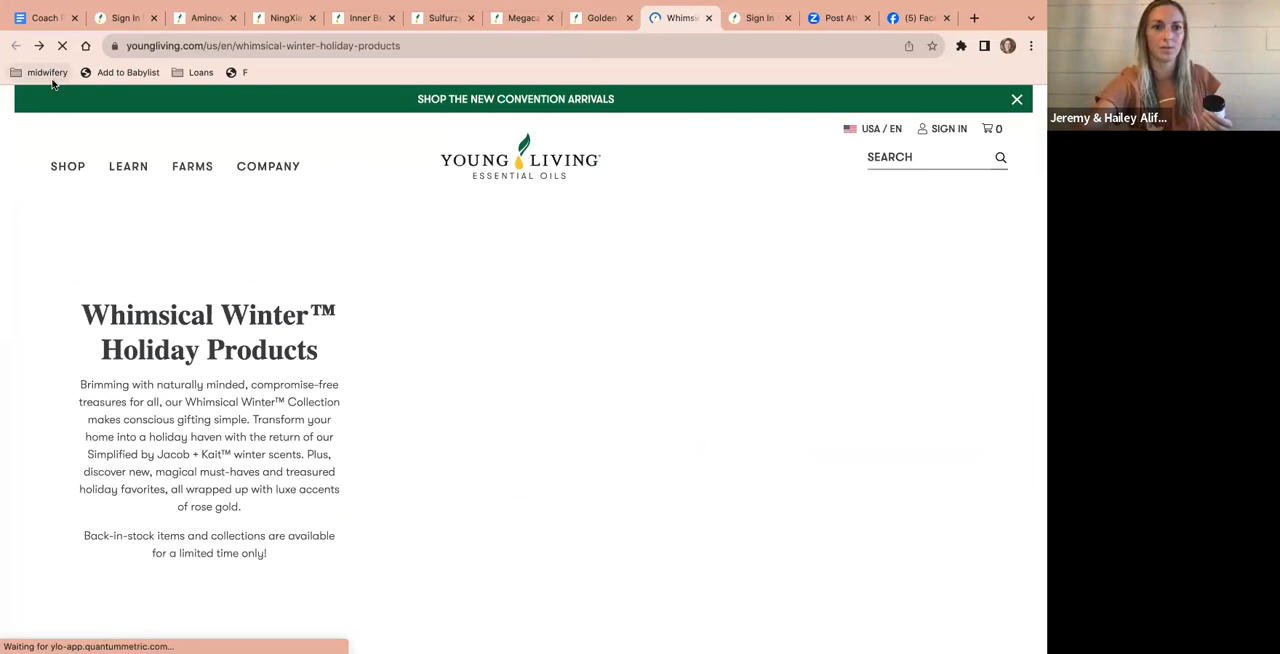 Coach F
Sign In
Aminow
NingXia
Inner B
Sulfurzy
Megaca
Golden
Whimsi
Sign In
Post At
(5) Fac
youngliving.com/us/en/whimsical-winter-holiday-products
midwifery
Add to Babylist
Loans
F
SHOP THE NEW CONVENTION ARRIVALS
USA / EN
SIGN IN
0
SHOP
LEARN
FARMS
COMPANY
YOUNG LIVING
ESSENTIAL OILS
SEARCH
Whimsical Winter™
Holiday Products
Brimming with naturally minded, compromise-free
treasures for all, our Whimsical Winter™ Collection
makes conscious gifting simple. Transform your
home into a holiday haven with the return of our
Simplified by Jacob + Kait™ winter scents. Plus,
discover new, magical must-haves and treasured
holiday favorites, all wrapped up with luxe accents
of rose gold.
Back-in-stock items and collections are available
for a limited time only!
Waiting for ylo-app.quantummetric.com...
Jeremy & Hailey Alif...